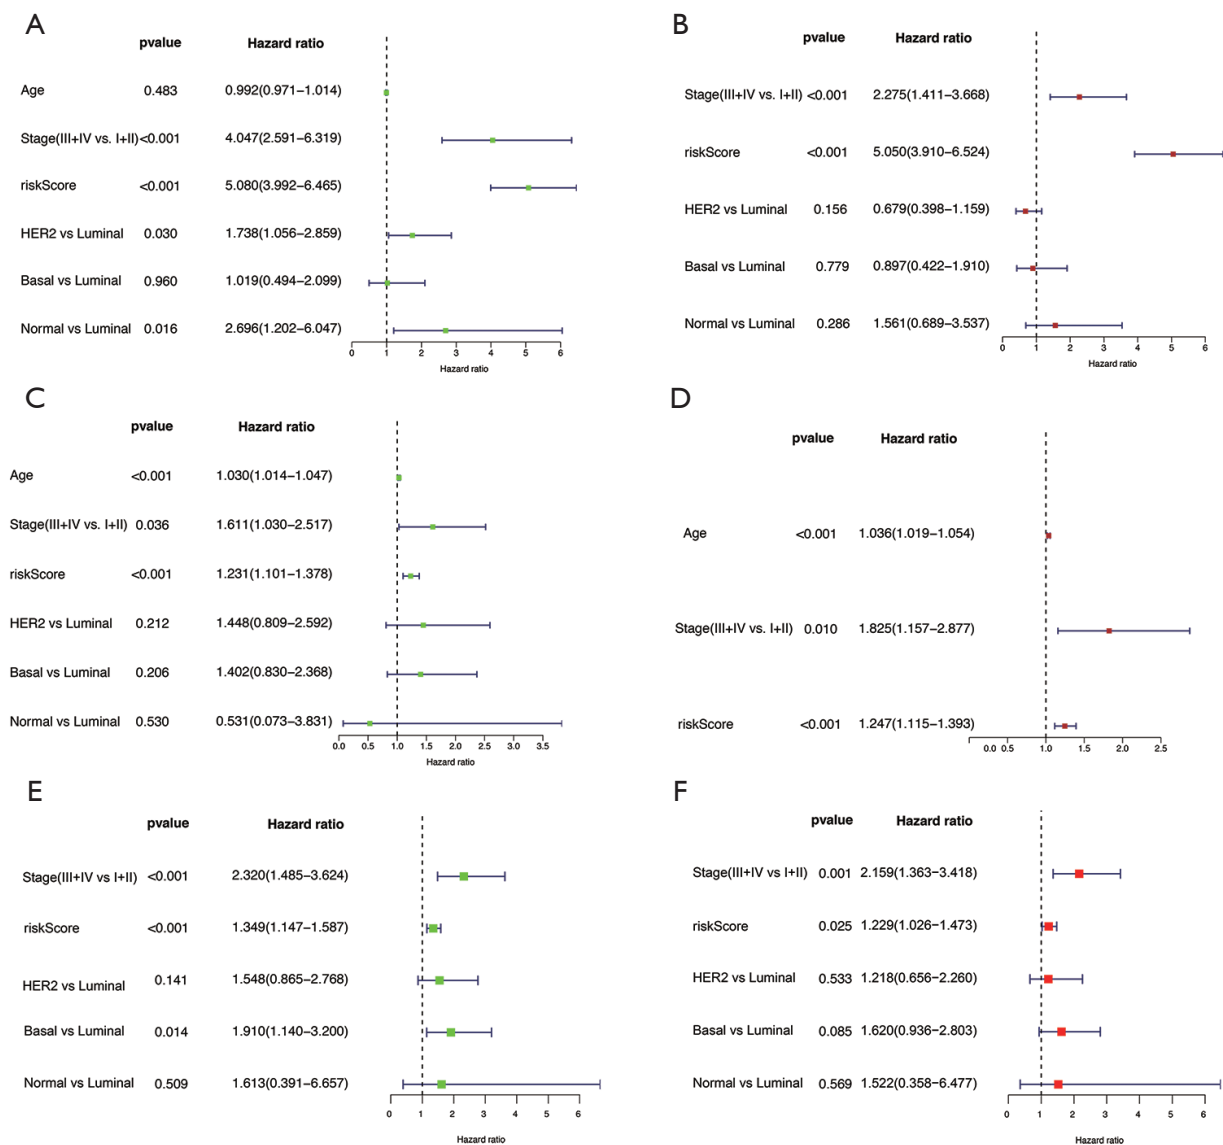 A
pvalue Hazard ratio
Age 0.483 0.992(0.971−1.014)
Stage(III+IV vs. I+II) <0.001 4.047(2.591−6.319)
riskScore <0.001 5.080(3.992−6.465)
HER2 vs Luminal 0.030 1.738(1.056−2.859)
Basal vs Luminal 0.960 1.019(0.494−2.099)
Normal vs Luminal 0.016 2.696(1.202−6.047)
0 1 2 3 4 5 6
Hazard ratio
B
pvalue Hazard ratio
Stage(III+IV vs. I+II) <0.001 2.275(1.411−3.668)
riskScore <0.001 5.050(3.910−6.524)
HER2 vs Luminal 0.156 0.679(0.398−1.159)
Basal vs Luminal 0.779 0.897(0.422−1.910)
Normal vs Luminal 0.286 1.561(0.689−3.537)
0 1 2 3 4 5 6
Hazard ratio
C
pvalue Hazard ratio
Age <0.001 1.030(1.014−1.047)
Stage(III+IV vs. I+II) 0.036 1.611(1.030−2.517)
riskScore <0.001 1.231(1.101−1.378)
HER2 vs Luminal 0.212 1.448(0.809−2.592)
Basal vs Luminal 0.206 1.402(0.830−2.368)
Normal vs Luminal 0.530 0.531(0.073−3.831)
0.0 0.5 1.0 1.5 2.0 2.5 3.0 3.5
Hazard ratio
D
pvalue Hazard ratio
Age <0.001 1.036(1.019−1.054)
Stage(III+IV vs. I+II) 0.010 1.825(1.157−2.877)
riskScore <0.001 1.247(1.115−1.393)
0.0 0.5 1.0 1.5 2.0 2.5
E
pvalue Hazard ratio
Stage(III+IV vs I+II) <0.001 2.320(1.485−3.624)
riskScore <0.001 1.349(1.147−1.587)
HER2 vs Luminal 0.141 1.548(0.865−2.768)
Basal vs Luminal 0.014 1.910(1.140−3.200)
Normal vs Luminal 0.509 1.613(0.391−6.657)
0 1 2 3 4 5 6
Hazard ratio
F
pvalue Hazard ratio
Stage(III+IV vs I+II) 0.001 2.159(1.363−3.418)
riskScore 0.025 1.229(1.026−1.473)
HER2 vs Luminal 0.533 1.218(0.656−2.260)
Basal vs Luminal 0.085 1.620(0.936−2.803)
Normal vs Luminal 0.569 1.522(0.358−6.477)
0 1 2 3 4 5 6
Hazard ratio